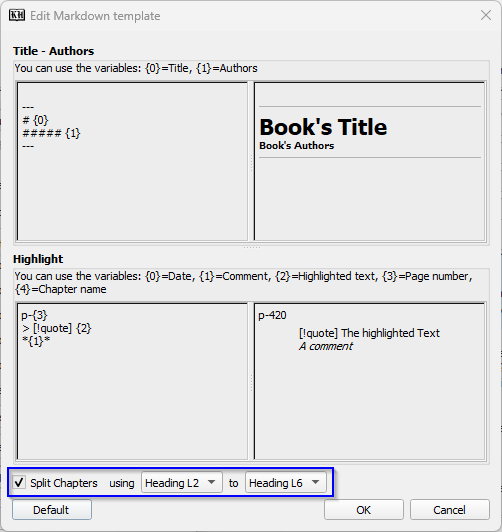 KH Edit Markdown template
Title - Authors
You can use the variables: {0}=Title, {1}=Authors
---
# {0}
##### {1}
---
Book's Title
Book's Authors
Highlight
You can use the variables: {0}=Date, {1}=Comment, {2}=Highlighted text, {3}=Page number,
{4}=Chapter name
p-{3}
> [!quote] {2}
*{1}*
p-420
[!quote] The highlighted Text
A comment
Split Chapters using Heading L2 to Heading L6
Default OK Cancel